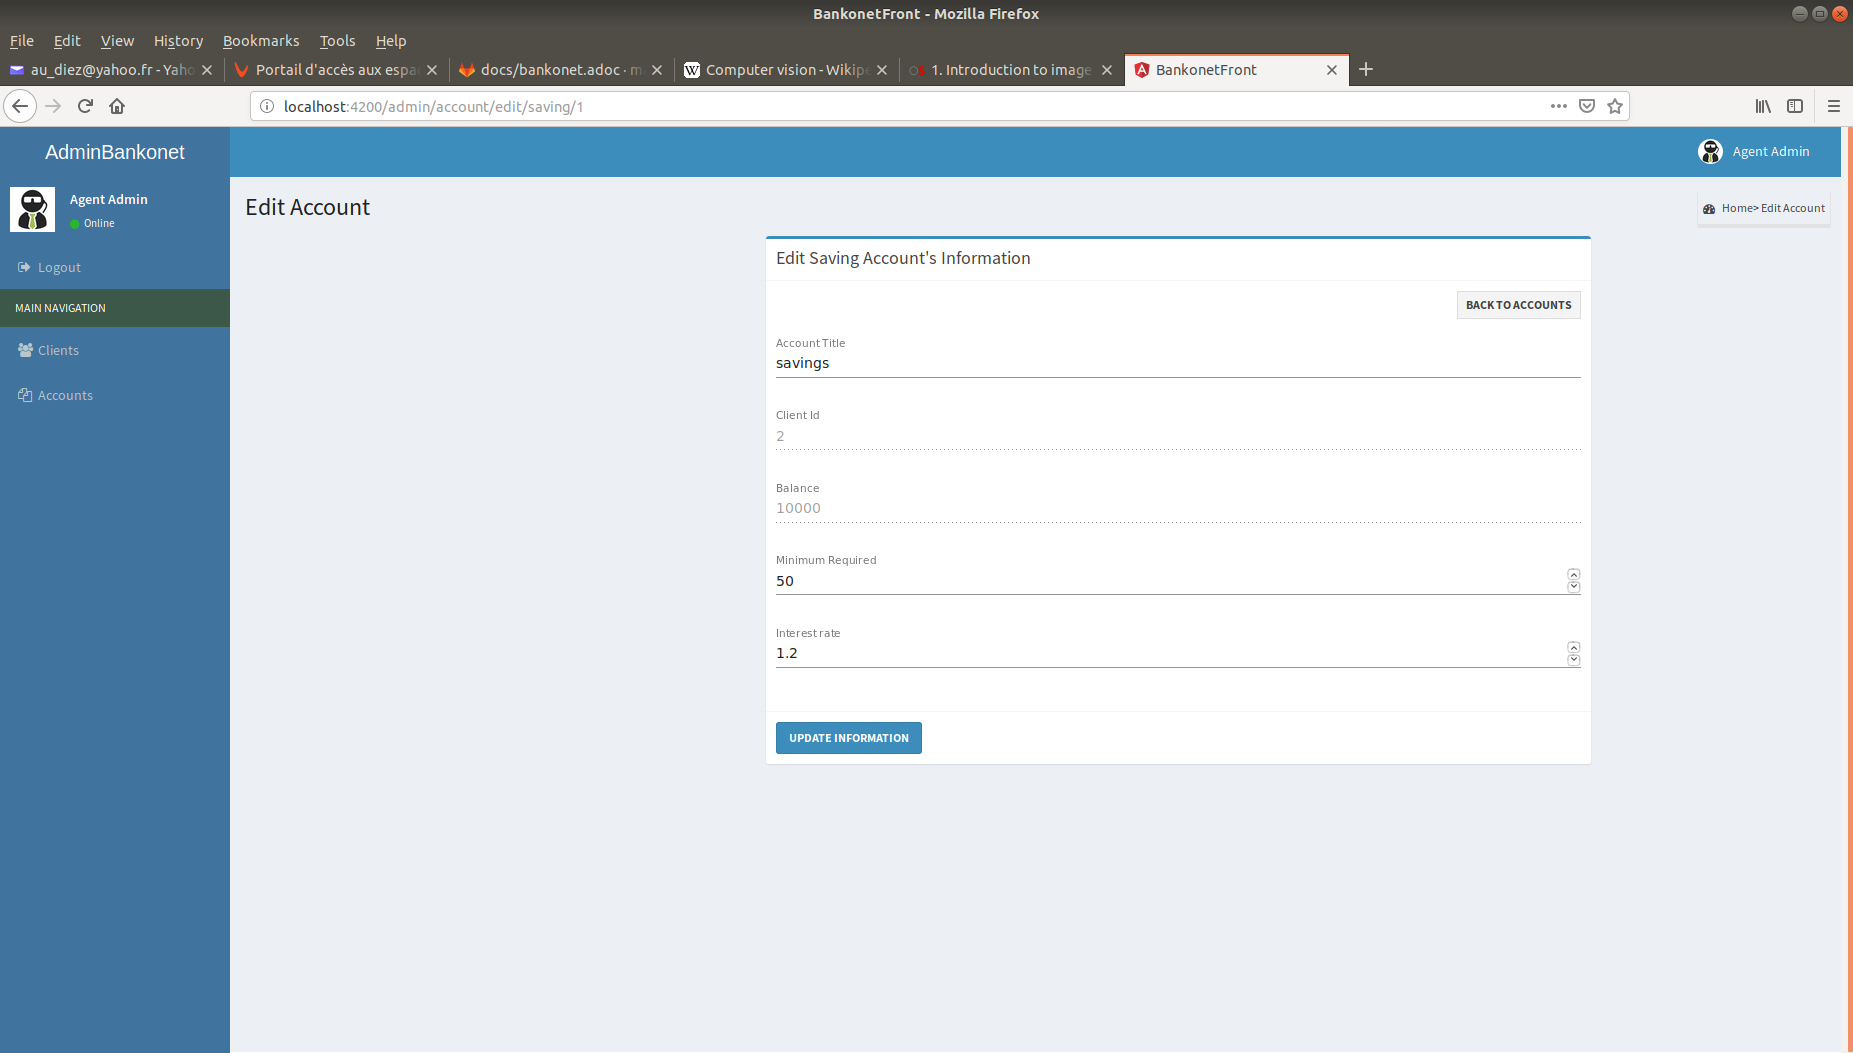 BankonetFront - Mozilla Firefox
File Edit View History Bookmarks Tools Help
au_diez@yahoo.fr - Yaho
Portail d'accès aux espa
docs/bankonet.adoc · m
Computer vision - Wikip
1. Introduction to image
BankonetFront
localhost:4200/admin/account/edit/saving/1
AdminBankonet
Agent Admin
Agent Admin
Online
Logout
MAIN NAVIGATION
Clients
Accounts
Edit Account
Home> Edit Account
Edit Saving Account's Information
BACK TO ACCOUNTS
Account Title
savings
Client Id
2
Balance
10000
Minimum Required
50
Interest rate
1.2
UPDATE INFORMATION